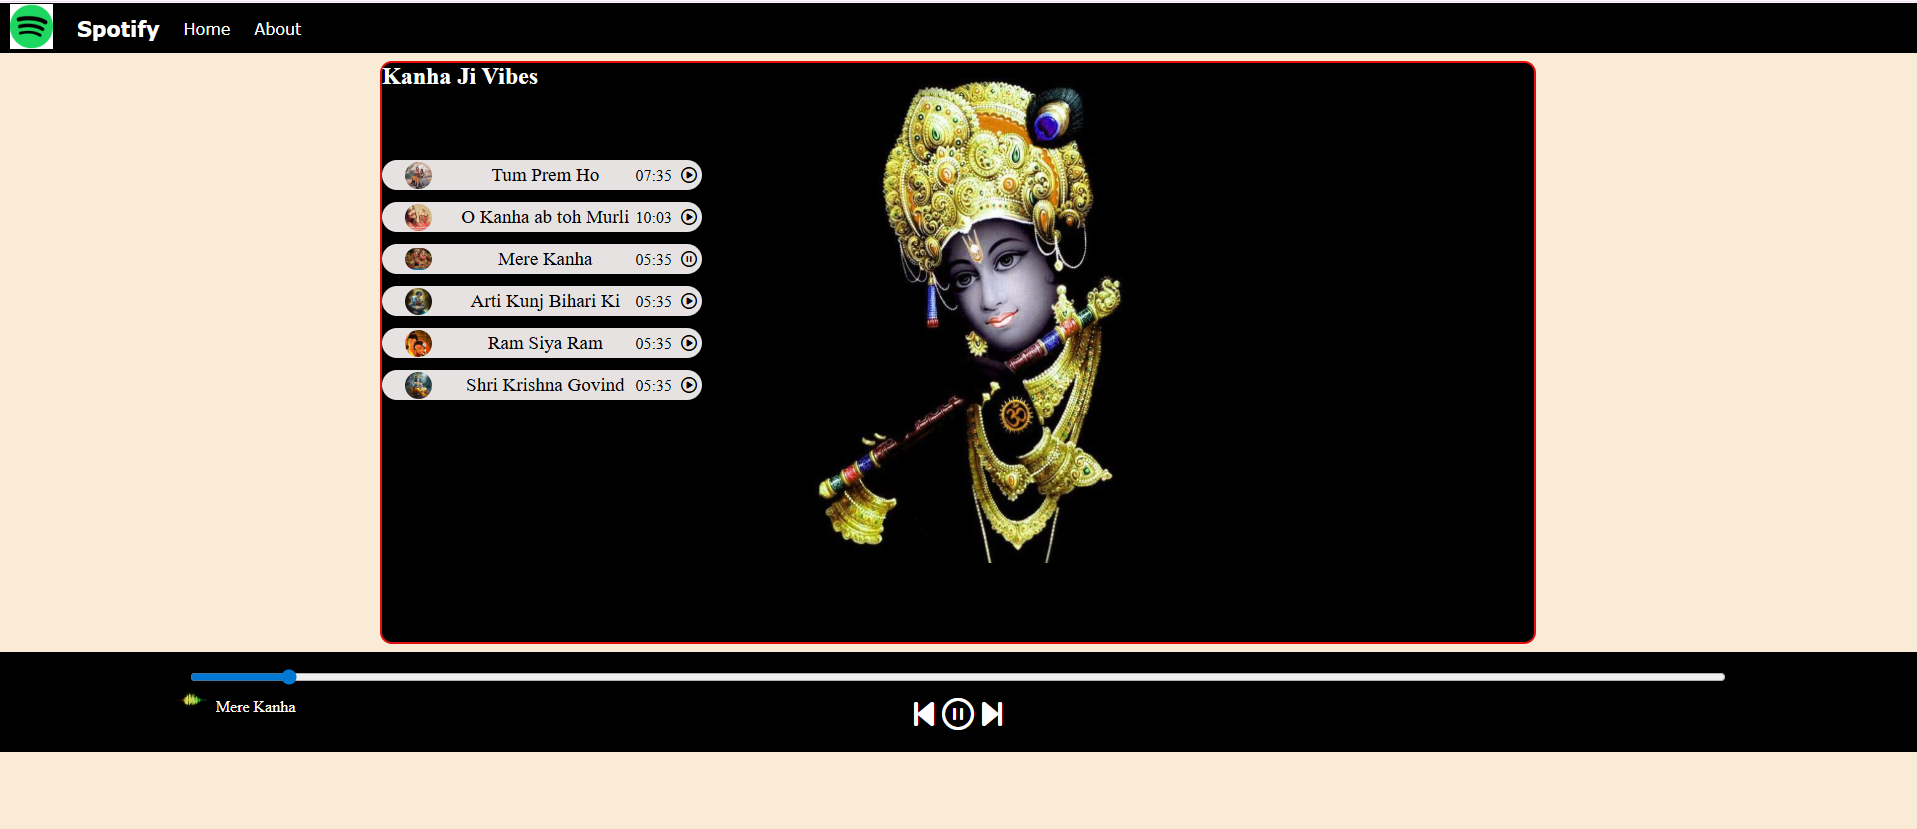 Spotify Home About
Kanha Ji Vibes
Tum Prem Ho 07:35
O Kanha ab toh Murli 10:03
Mere Kanha 05:35
Arti Kunj Bihari Ki 05:35
Ram Siya Ram 05:35
Shri Krishna Govind 05:35
ॐ
Mere Kanha